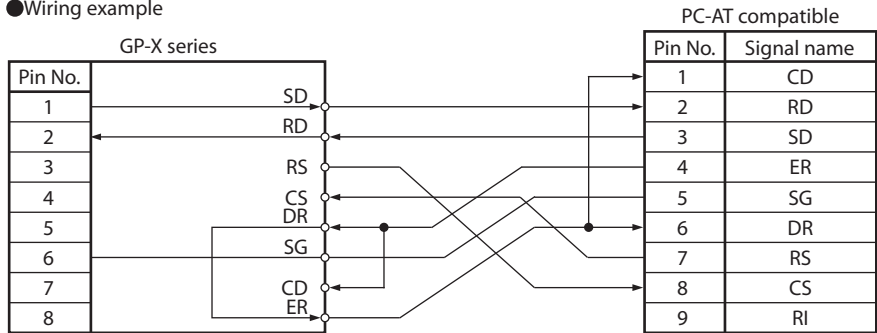 ●Wiring example
GP-X series
Pin No.
1
2
3
4
5
6
7
8
SD
RD
RS
CS
DR
SG
CD
ER
PC-AT compatible
Pin No. Signal name
1 CD
2 RD
3 SD
4 ER
5 SG
6 DR
7 RS
8 CS
9 RI